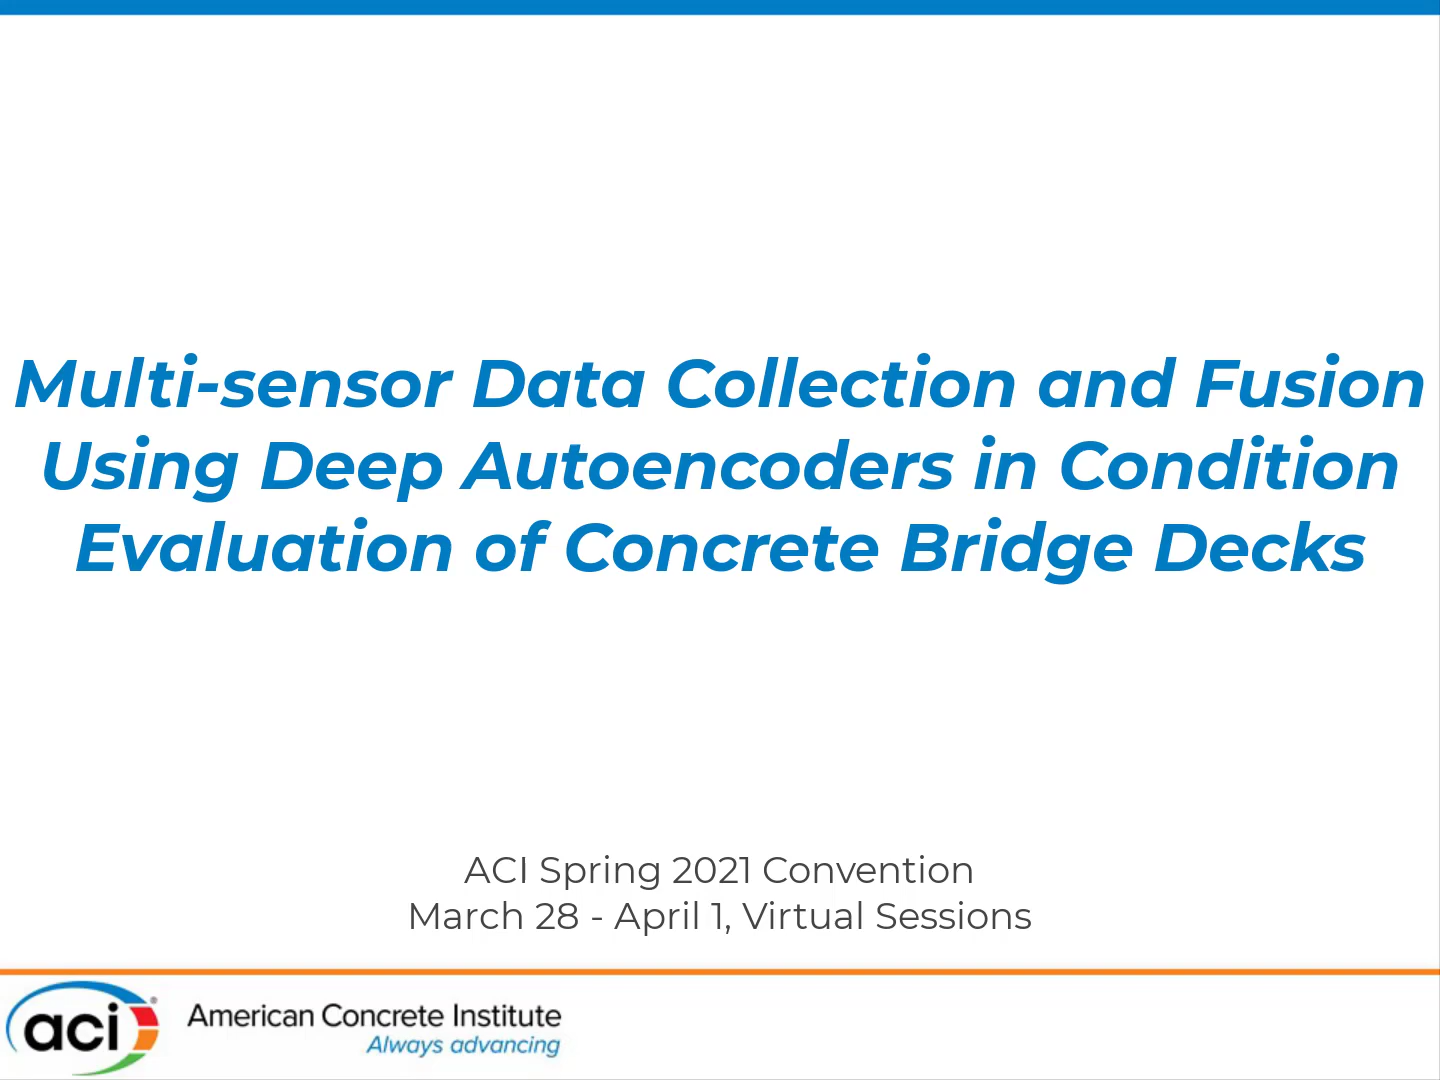 Multi-sensor Data Collection and Fusion
Using Deep Autoencoders in Condition
Evaluation of Concrete Bridge Decks
ACI Spring 2021 Convention
March 28 - April 1, Virtual Sessions
aci®
American Concrete Institute
Always advancing